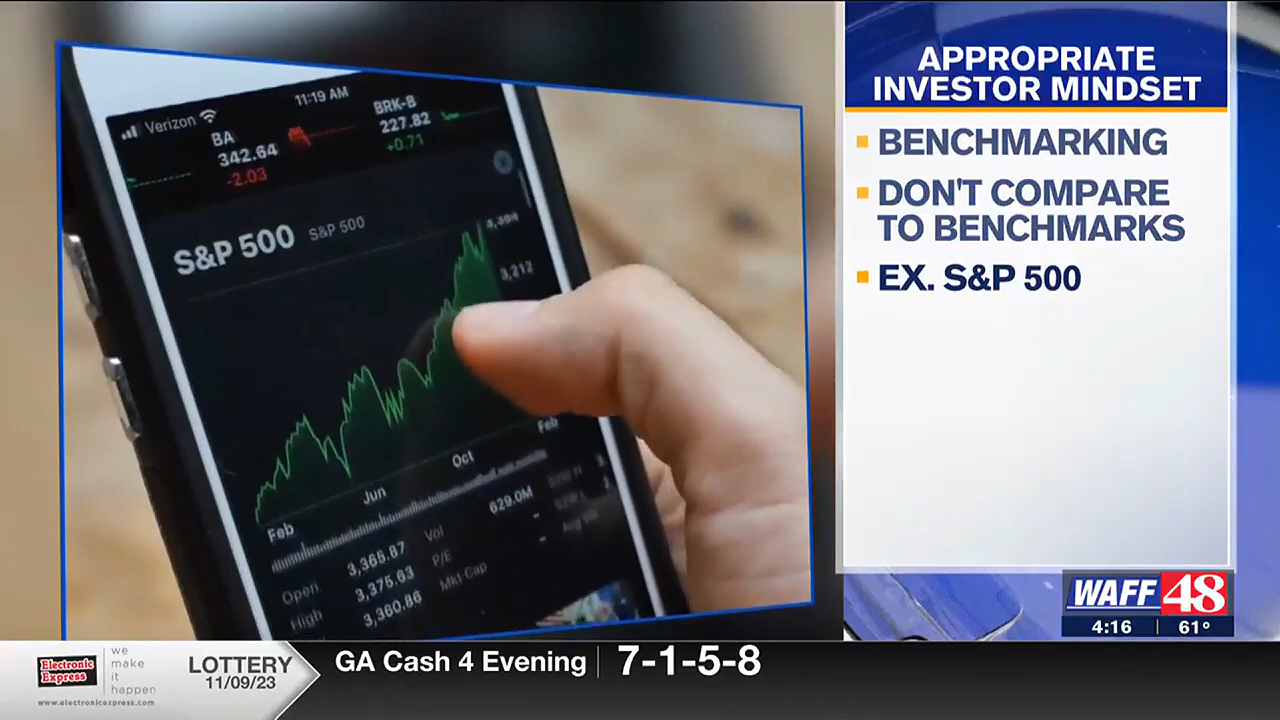 APPROPRIATE
INVESTOR MINDSET
BENCHMARKING
DON'T COMPARE
TO BENCHMARKS
EX. S&P 500
Verizon
11:19 AM
BA
342.64
-2.03
BRK-B
227.82
+0.71
S&P 500 S&P 500
3,212
Feb
Jun
Oct
Feb
Open 3,365.87
High 3,375.63
3,360.86
Vol 629.0M
P/E -
Mkt Cap -
WAFF 48
4:16 | 61°
Electronic
Express
we
make
it
happen
www.electronicexpress.com
LOTTERY
11/09/23
GA Cash 4 Evening 7-1-5-8